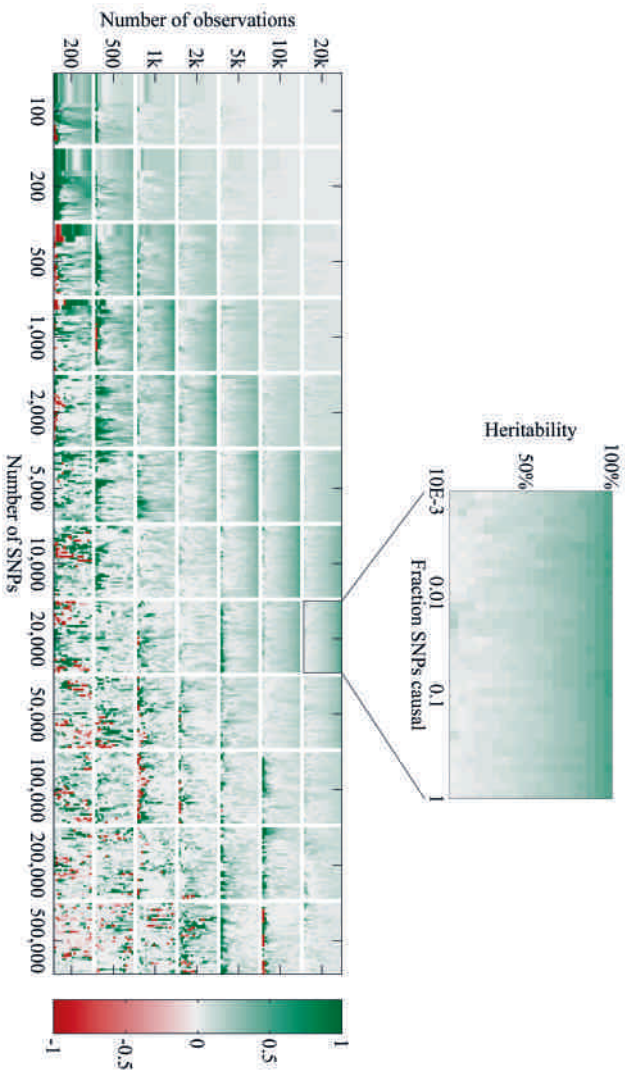 Heritability
100%
50%
10E-3
0.01
0.1
1
Fraction SNPs causal
Number of observations
20k
10k
5k
2k
1k
500
200
100
200
500
1,000
2,000
5,000
10,000
20,000
50,000
100,000
200,000
500,000
Number of SNPs
1
0.5
0
-0.5
-1